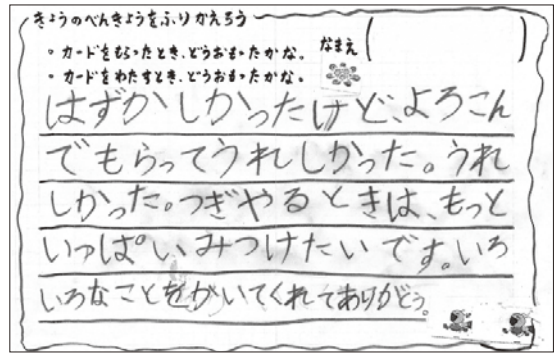 きょうのべんきょうをふりかえろう
・カードをもらったとき、どうおもったかな。
・カードをわたすとき、どうおもったかな。
なまえ( )
はずかしかったけど、よろこん
でもらってうれしかった。うれ
しかった。つぎやるときは、もっと
いっぱい、みつけたいです。いろ
いろなことをかいてくれてありがとう。